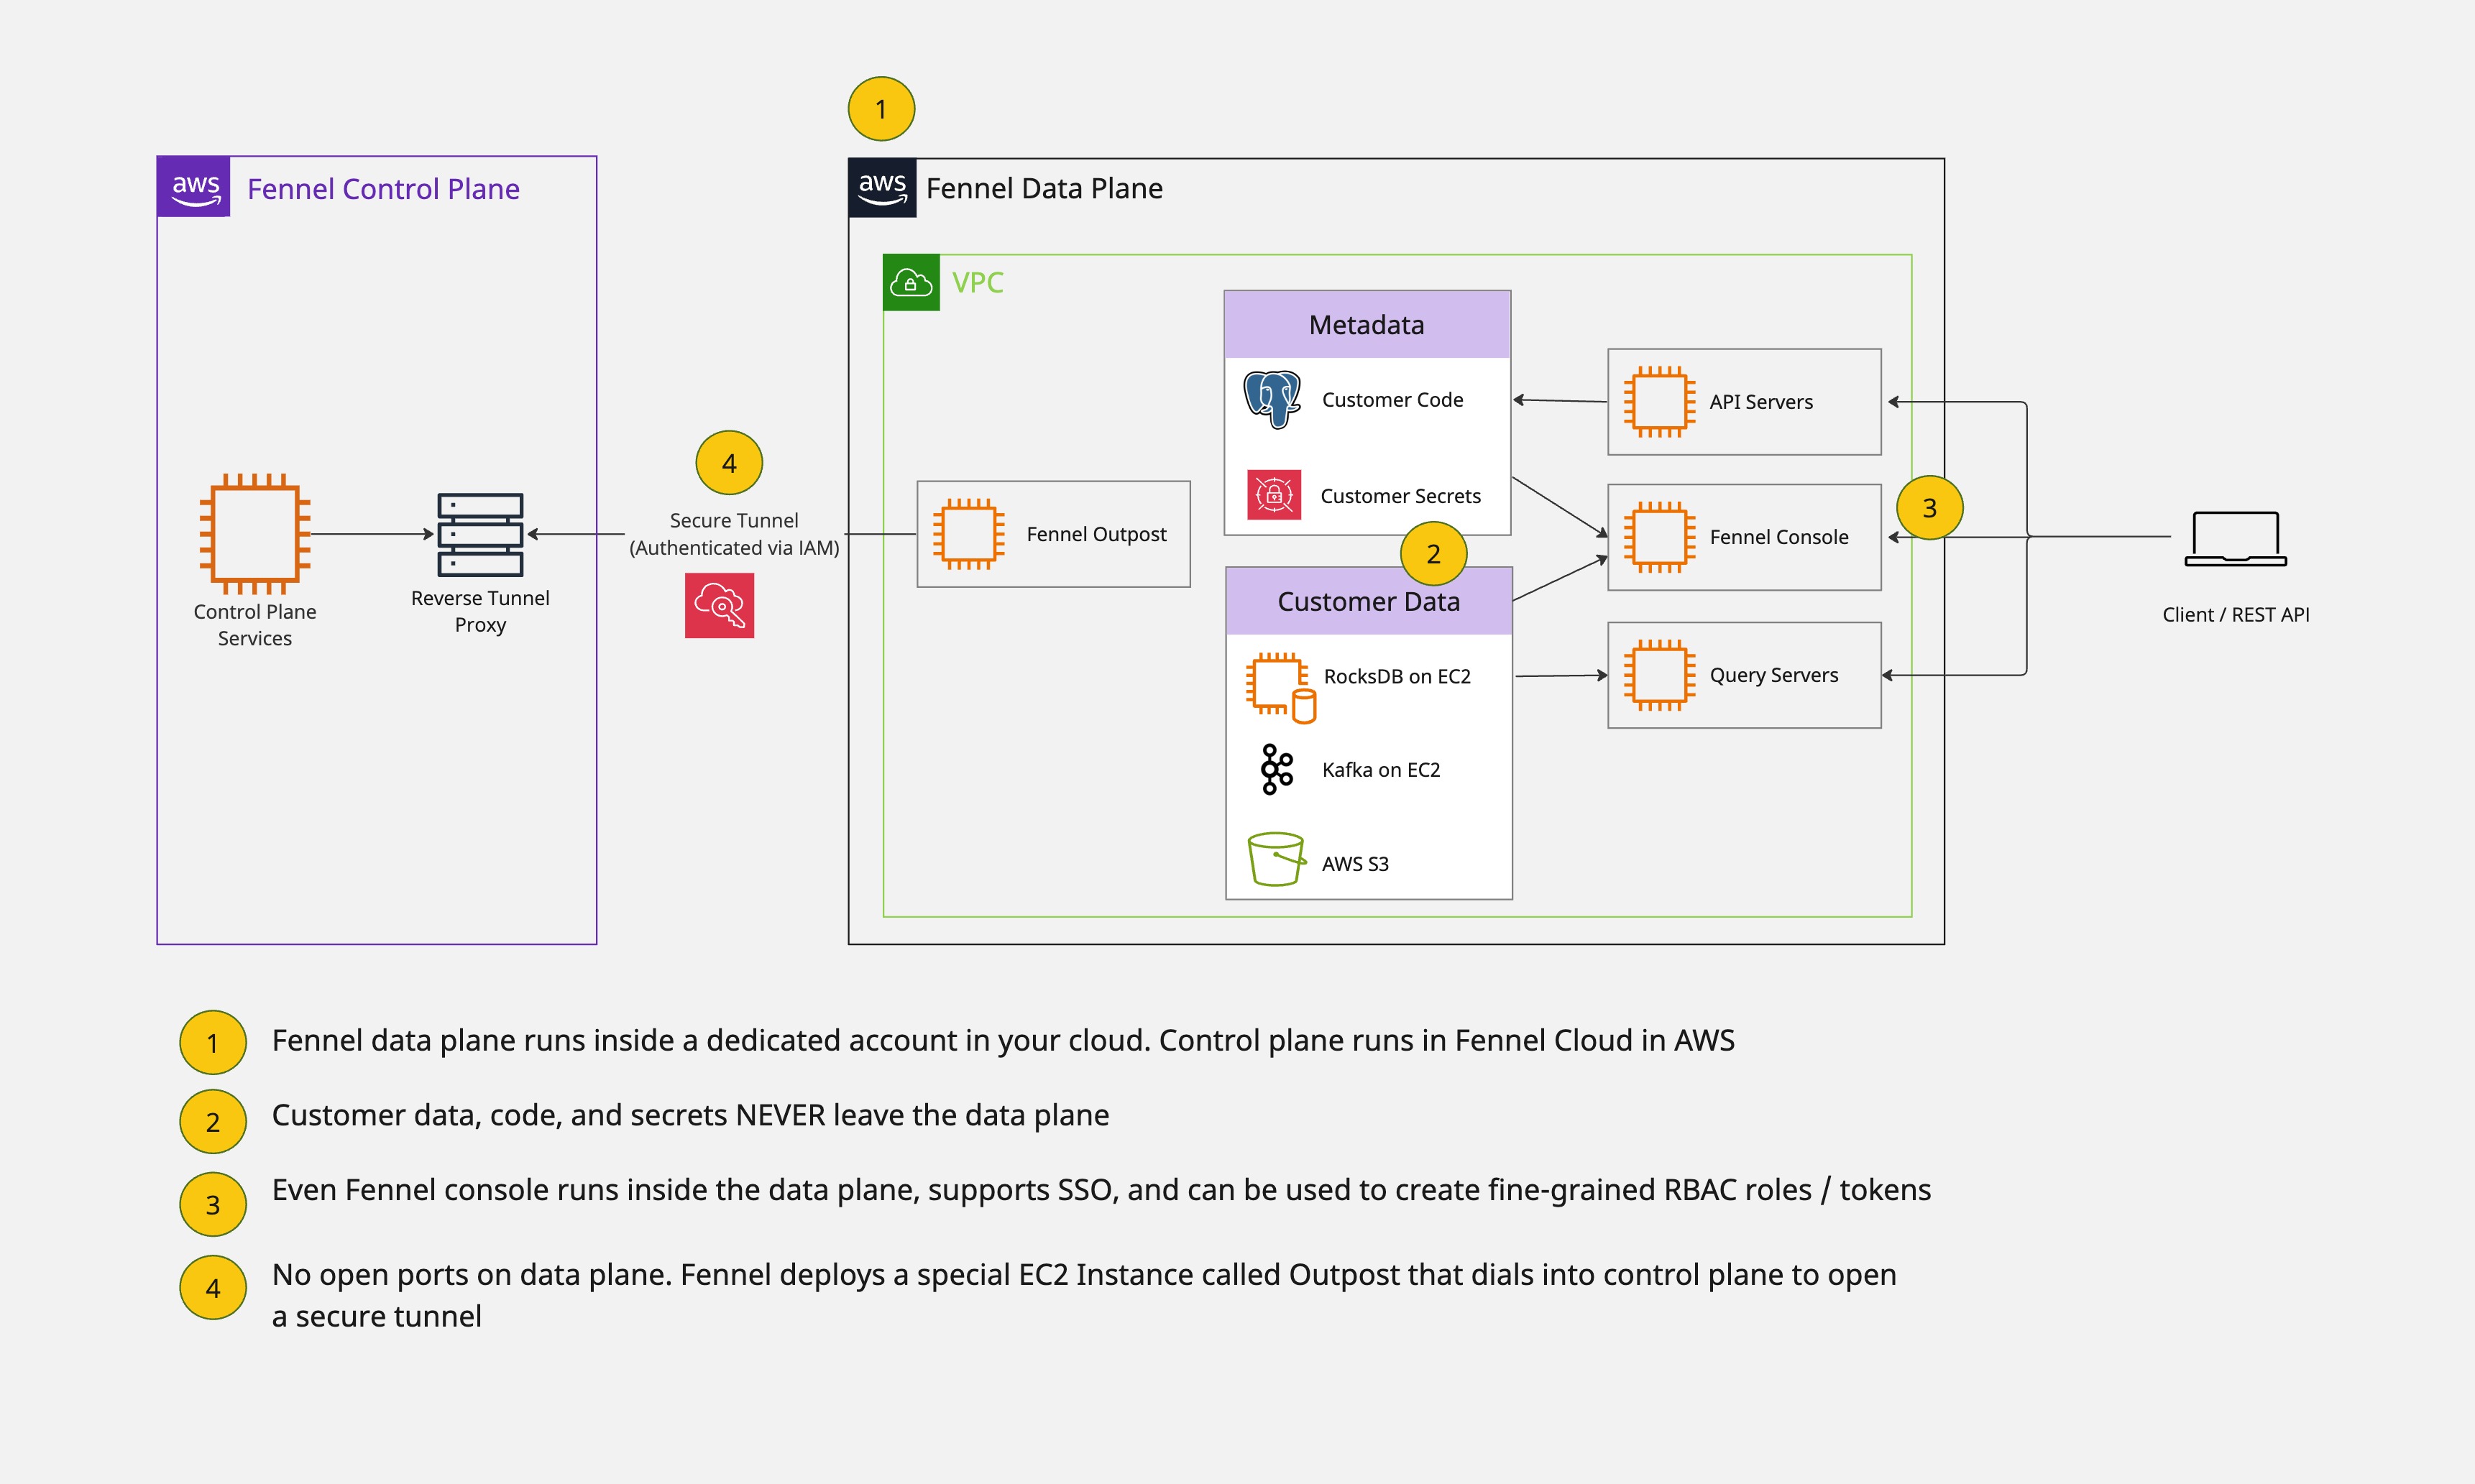 1
aws
Fennel Control Plane
aws
Fennel Data Plane
VPC
Metadata
Customer Code
API Servers
4
Customer Secrets
3
Secure Tunnel
(Authenticated via IAM)
Fennel Outpost
Fennel Console
2
Reverse Tunnel
Proxy
Control Plane
Services
Customer Data
Client / REST API
RocksDB on EC2
Query Servers
Kafka on EC2
AWS S3
1 Fennel data plane runs inside a dedicated account in your cloud. Control plane runs in Fennel Cloud in AWS
2 Customer data, code, and secrets NEVER leave the data plane
3 Even Fennel console runs inside the data plane, supports SSO, and can be used to create fine-grained RBAC roles / tokens
4 No open ports on data plane. Fennel deploys a special EC2 Instance called Outpost that dials into control plane to open
a secure tunnel